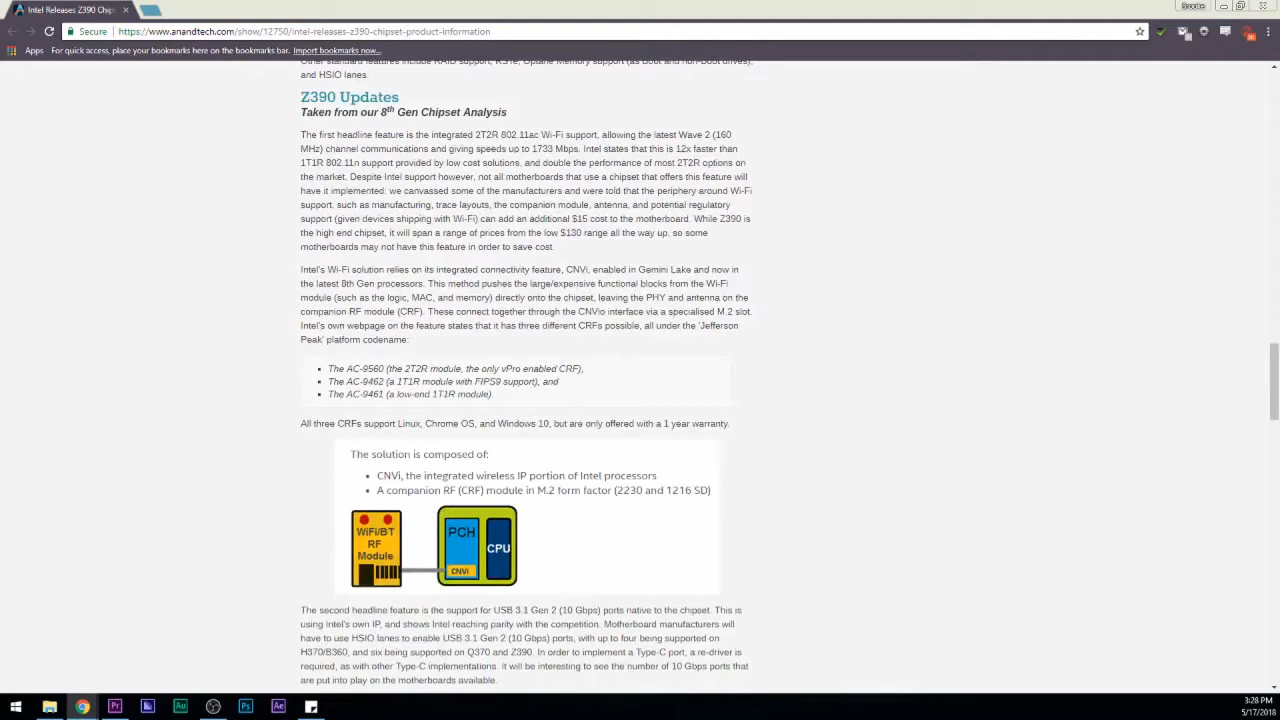 Intel Releases Z390 Chips
Brooke
Secure
https://www.anandtech.com/show/12750/intel-releases-z390-chipset-product-information
Apps
For quick access, place your bookmarks here on the bookmarks bar. Import bookmarks now...
Other standard features include RAID support, RSTe, Optane Memory support (as Boot and non-Boot drives),
and HSIO lanes.
Z390 Updates
Taken from our 8th Gen Chipset Analysis
The first headline feature is the integrated 2T2R 802.11ac Wi-Fi support, allowing the latest Wave 2 (160
MHz) channel communications and giving speeds up to 1733 Mbps. Intel states that this is 12x faster than
1T1R 802.11n support provided by low cost solutions, and double the performance of most 2T2R options on
the market. Despite Intel support however, not all motherboards that use a chipset that offers this feature will
have it implemented: we canvassed some of the manufacturers and were told that the periphery around Wi-Fi
support, such as manufacturing, trace layouts, the companion module, antenna, and potential regulatory
support (given devices shipping with Wi-Fi) can add an additional $15 cost to the motherboard. While Z390 is
the high end chipset, it will span a range of prices from the low $130 range all the way up, so some
motherboards may not have this feature in order to save cost.
Intel's Wi-Fi solution relies on its integrated connectivity feature, CNVi, enabled in Gemini Lake and now in
the latest 8th Gen processors. This method pushes the large/expensive functional blocks from the Wi-Fi
module (such as the logic, MAC, and memory) directly onto the chipset, leaving the PHY and antenna on the
companion RF module (CRF). These connect together through the CNVio interface via a specialised M.2 slot.
Intel's own webpage on the feature states that it has three different CRFs possible, all under the 'Jefferson
Peak' platform codename:
The AC-9560 (the 2T2R module, the only vPro enabled CRF),
The AC-9462 (a 1T1R module with FIPS9 support), and
The AC-9461 (a low-end 1T1R module).
All three CRFs support Linux, Chrome OS, and Windows 10, but are only offered with a 1 year warranty.
The solution is composed of:
CNVi, the integrated wireless IP portion of Intel processors
A companion RF (CRF) module in M.2 form factor (2230 and 1216 SD)
WiFi/BT
RF
Module
PCH
CPU
CNVi
The second headline feature is the support for USB 3.1 Gen 2 (10 Gbps) ports native to the chipset. This is
using Intel's own IP, and shows Intel reaching parity with the competition. Motherboard manufacturers will
have to use HSIO lanes to enable USB 3.1 Gen 2 (10 Gbps) ports, with up to four being supported on
H370/B360, and six being supported on Q370 and Z390. In order to implement a Type-C port, a re-driver is
required, as with other Type-C implementations. It will be interesting to see the number of 10 Gbps ports that
are put into play on the motherboards available.
Pr
Au
Ps
Ae
3:28 PM
5/17/2018